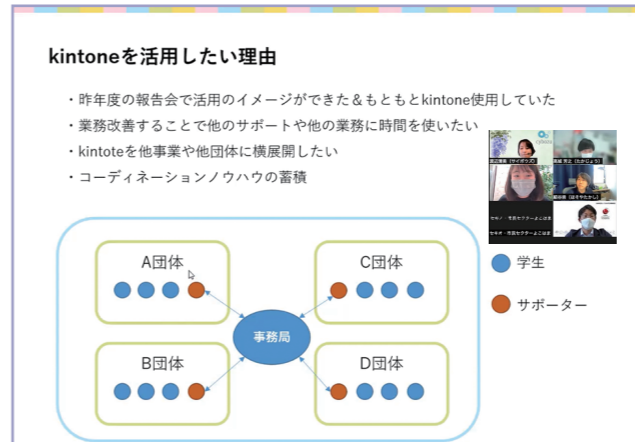 kintoneを活用したい理由
・昨年度の報告会で活用のイメージができた＆もともとkintone使用していた
・業務改善することで他のサポートや他の業務に時間を使いたい
・kintoteを他事業や他団体に横展開したい
・コーディネーションノウハウの蓄積
A団体
C団体
学生
サポーター
事務局
B団体
D団体